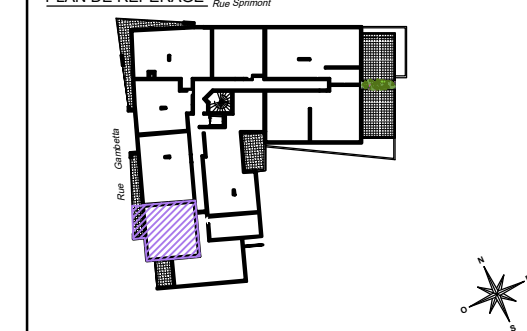 PLAN DE REPERAGE
Rue Sprimont
Rue Gambetta
N
O
S